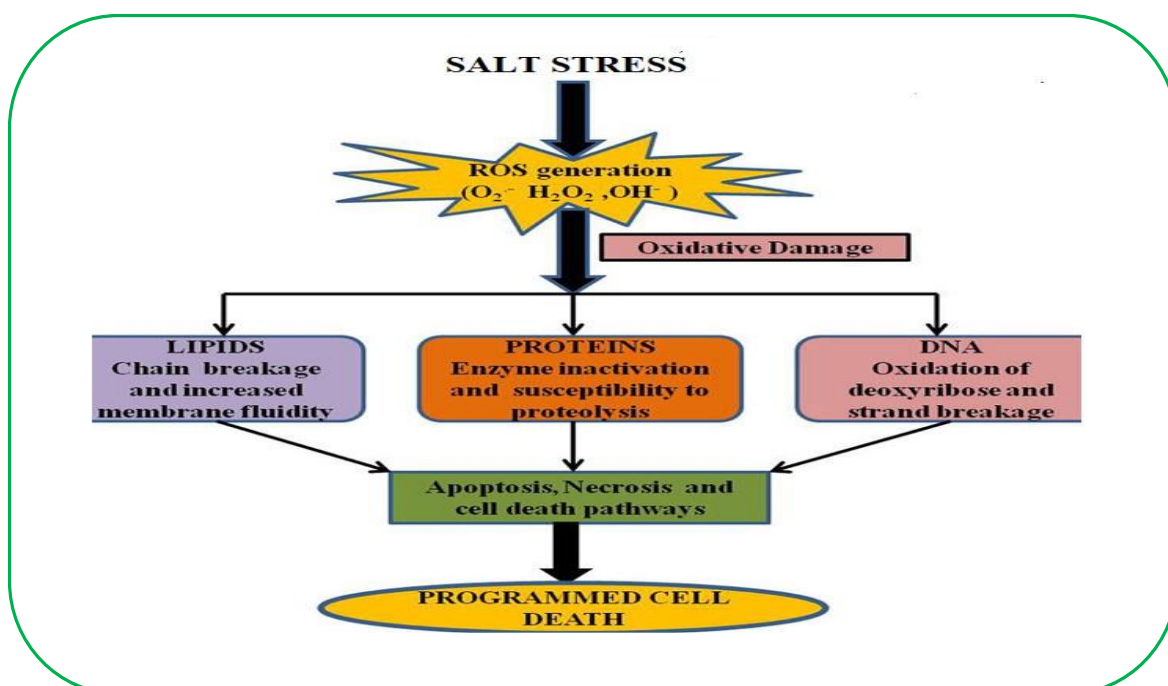 SALT STRESS
ROS generation
(O₂·⁻ H₂O₂ ,OH⁻ )
Oxidative Damage
LIPIDS
Chain breakage
and increased
membrane fluidity
PROTEINS
Enzyme inactivation
and susceptibility to
proteolysis
DNA
Oxidation of
deoxyribose and
strand breakage
Apoptosis, Necrosis and
cell death pathways
PROGRAMMED CELL
DEATH